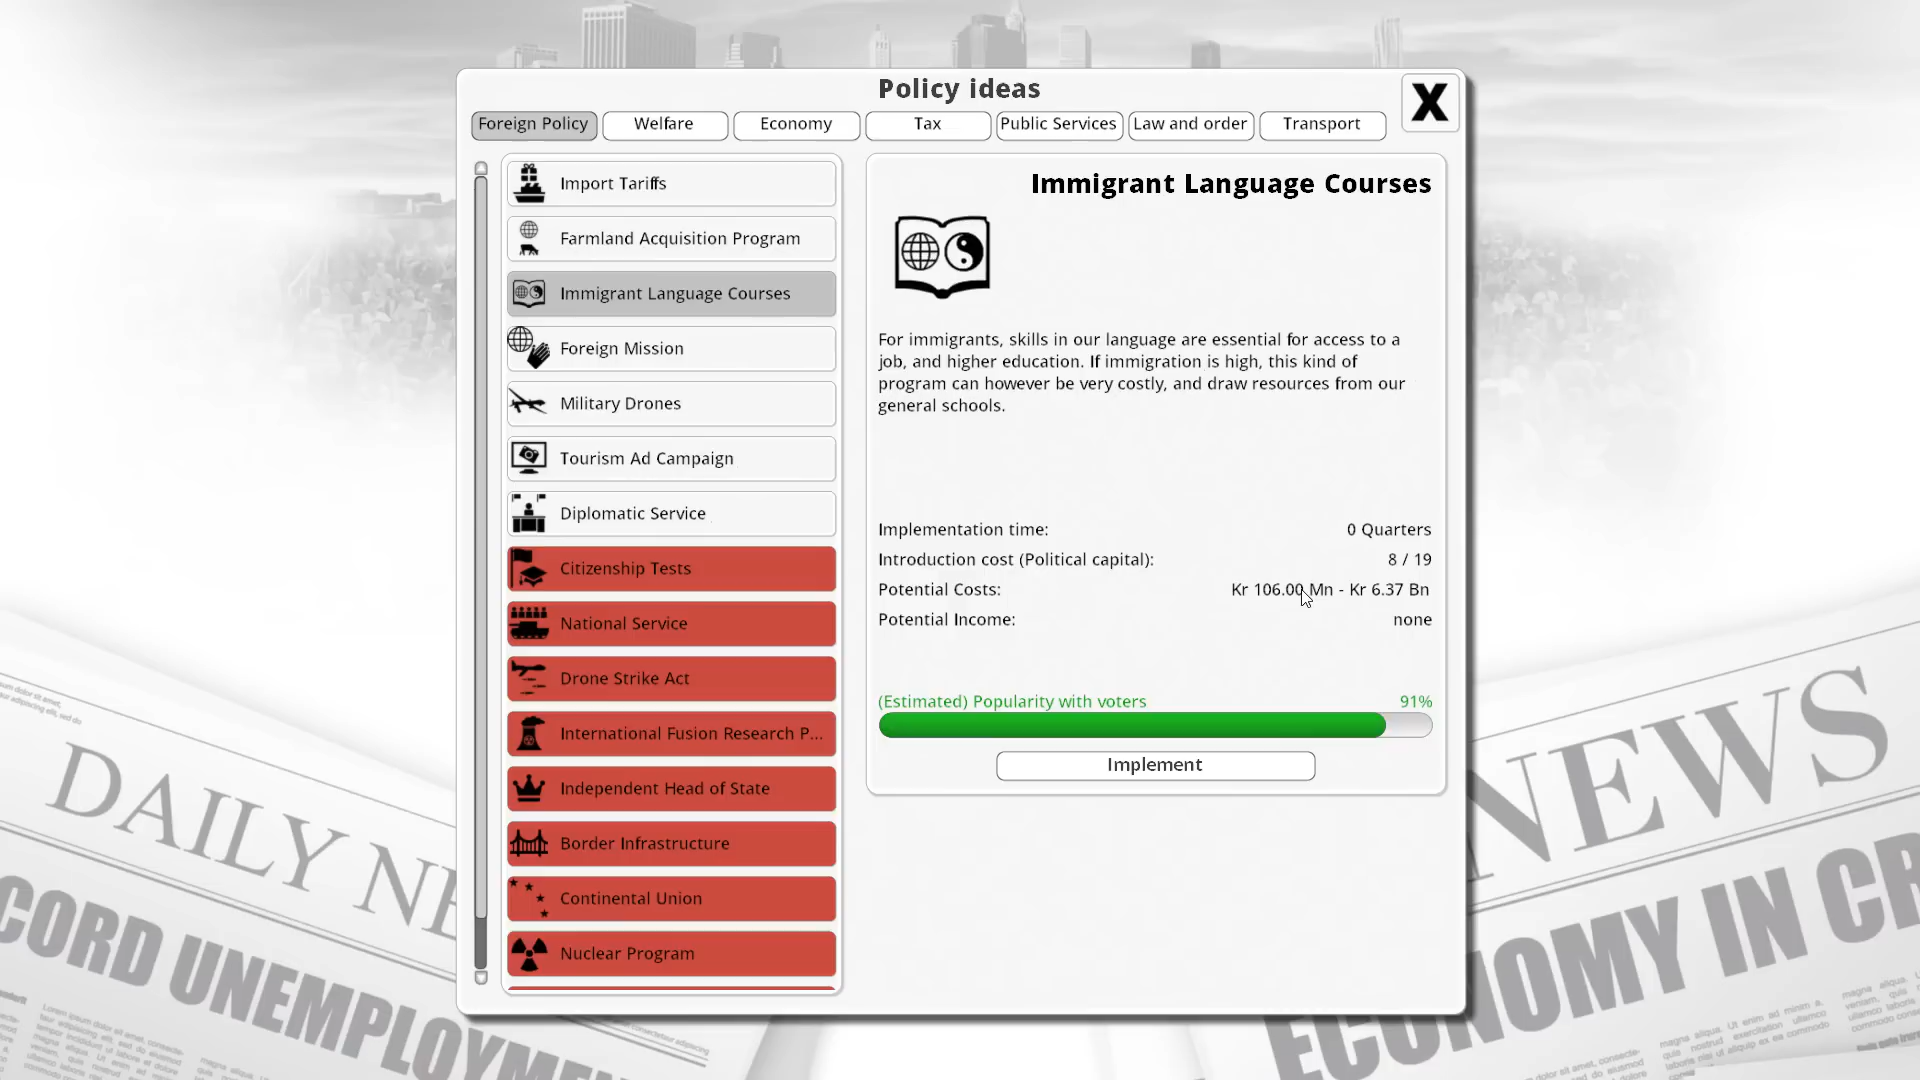 Policy ideas
X
Foreign Policy
Welfare
Economy
Tax
Public Services
Law and order
Transport
Import Tariffs
Farmland Acquisition Program
Immigrant Language Courses
Foreign Mission
Military Drones
Tourism Ad Campaign
Diplomatic Service
Citizenship Tests
National Service
Drone Strike Act
International Fusion Research P...
Independent Head of State
Border Infrastructure
Continental Union
Nuclear Program
Immigrant Language Courses
For immigrants, skills in our language are essential for access to a
job, and higher education. If immigration is high, this kind of
program can however be very costly, and draw resources from our
general schools.
Implementation time: 0 Quarters
Introduction cost (Political capital): 8 / 19
Potential Costs: Kr 106.00 Mn - Kr 6.37 Bn
Potential Income: none
(Estimated) Popularity with voters 91%
Implement
DAILY NE
CORD UNEMPLOYMEN
NEWS
ECONOMY IN CR